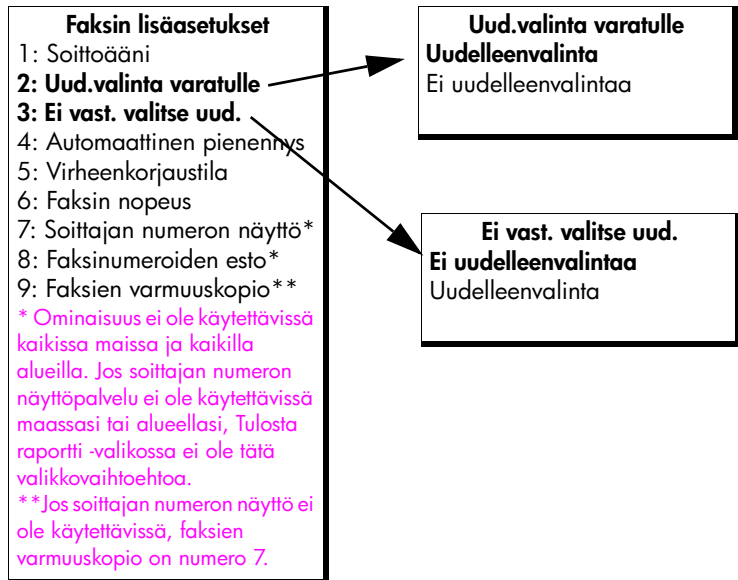 Faksin lisäasetukset
1: Soittoääni
2: Uud.valinta varatulle
3: Ei vast. valitse uud.
4: Automaattinen pienennys
5: Virheenkorjaustila
6: Faksin nopeus
7: Soittajan numeron näyttö*
8: Faksinumeroiden esto*
9: Faksien varmuuskopio**
* Ominaisuus ei ole käytettävissä
kaikissa maissa ja kaikilla
alueilla. Jos soittajan numeron
näyttöpalvelu ei ole käytettävissä
maassasi tai alueellasi, Tulosta
raportti -valikossa ei ole tätä
valikkovaihtoehtoa.
**Jos soittajan numeron näyttö ei
ole käytettävissä, faksien
varmuuskopio on numero 7.
Uud.valinta varatulle
Uudelleenvalinta
Ei uudelleenvalintaa
Ei vast. valitse uud.
Ei uudelleenvalintaa
Uudelleenvalinta